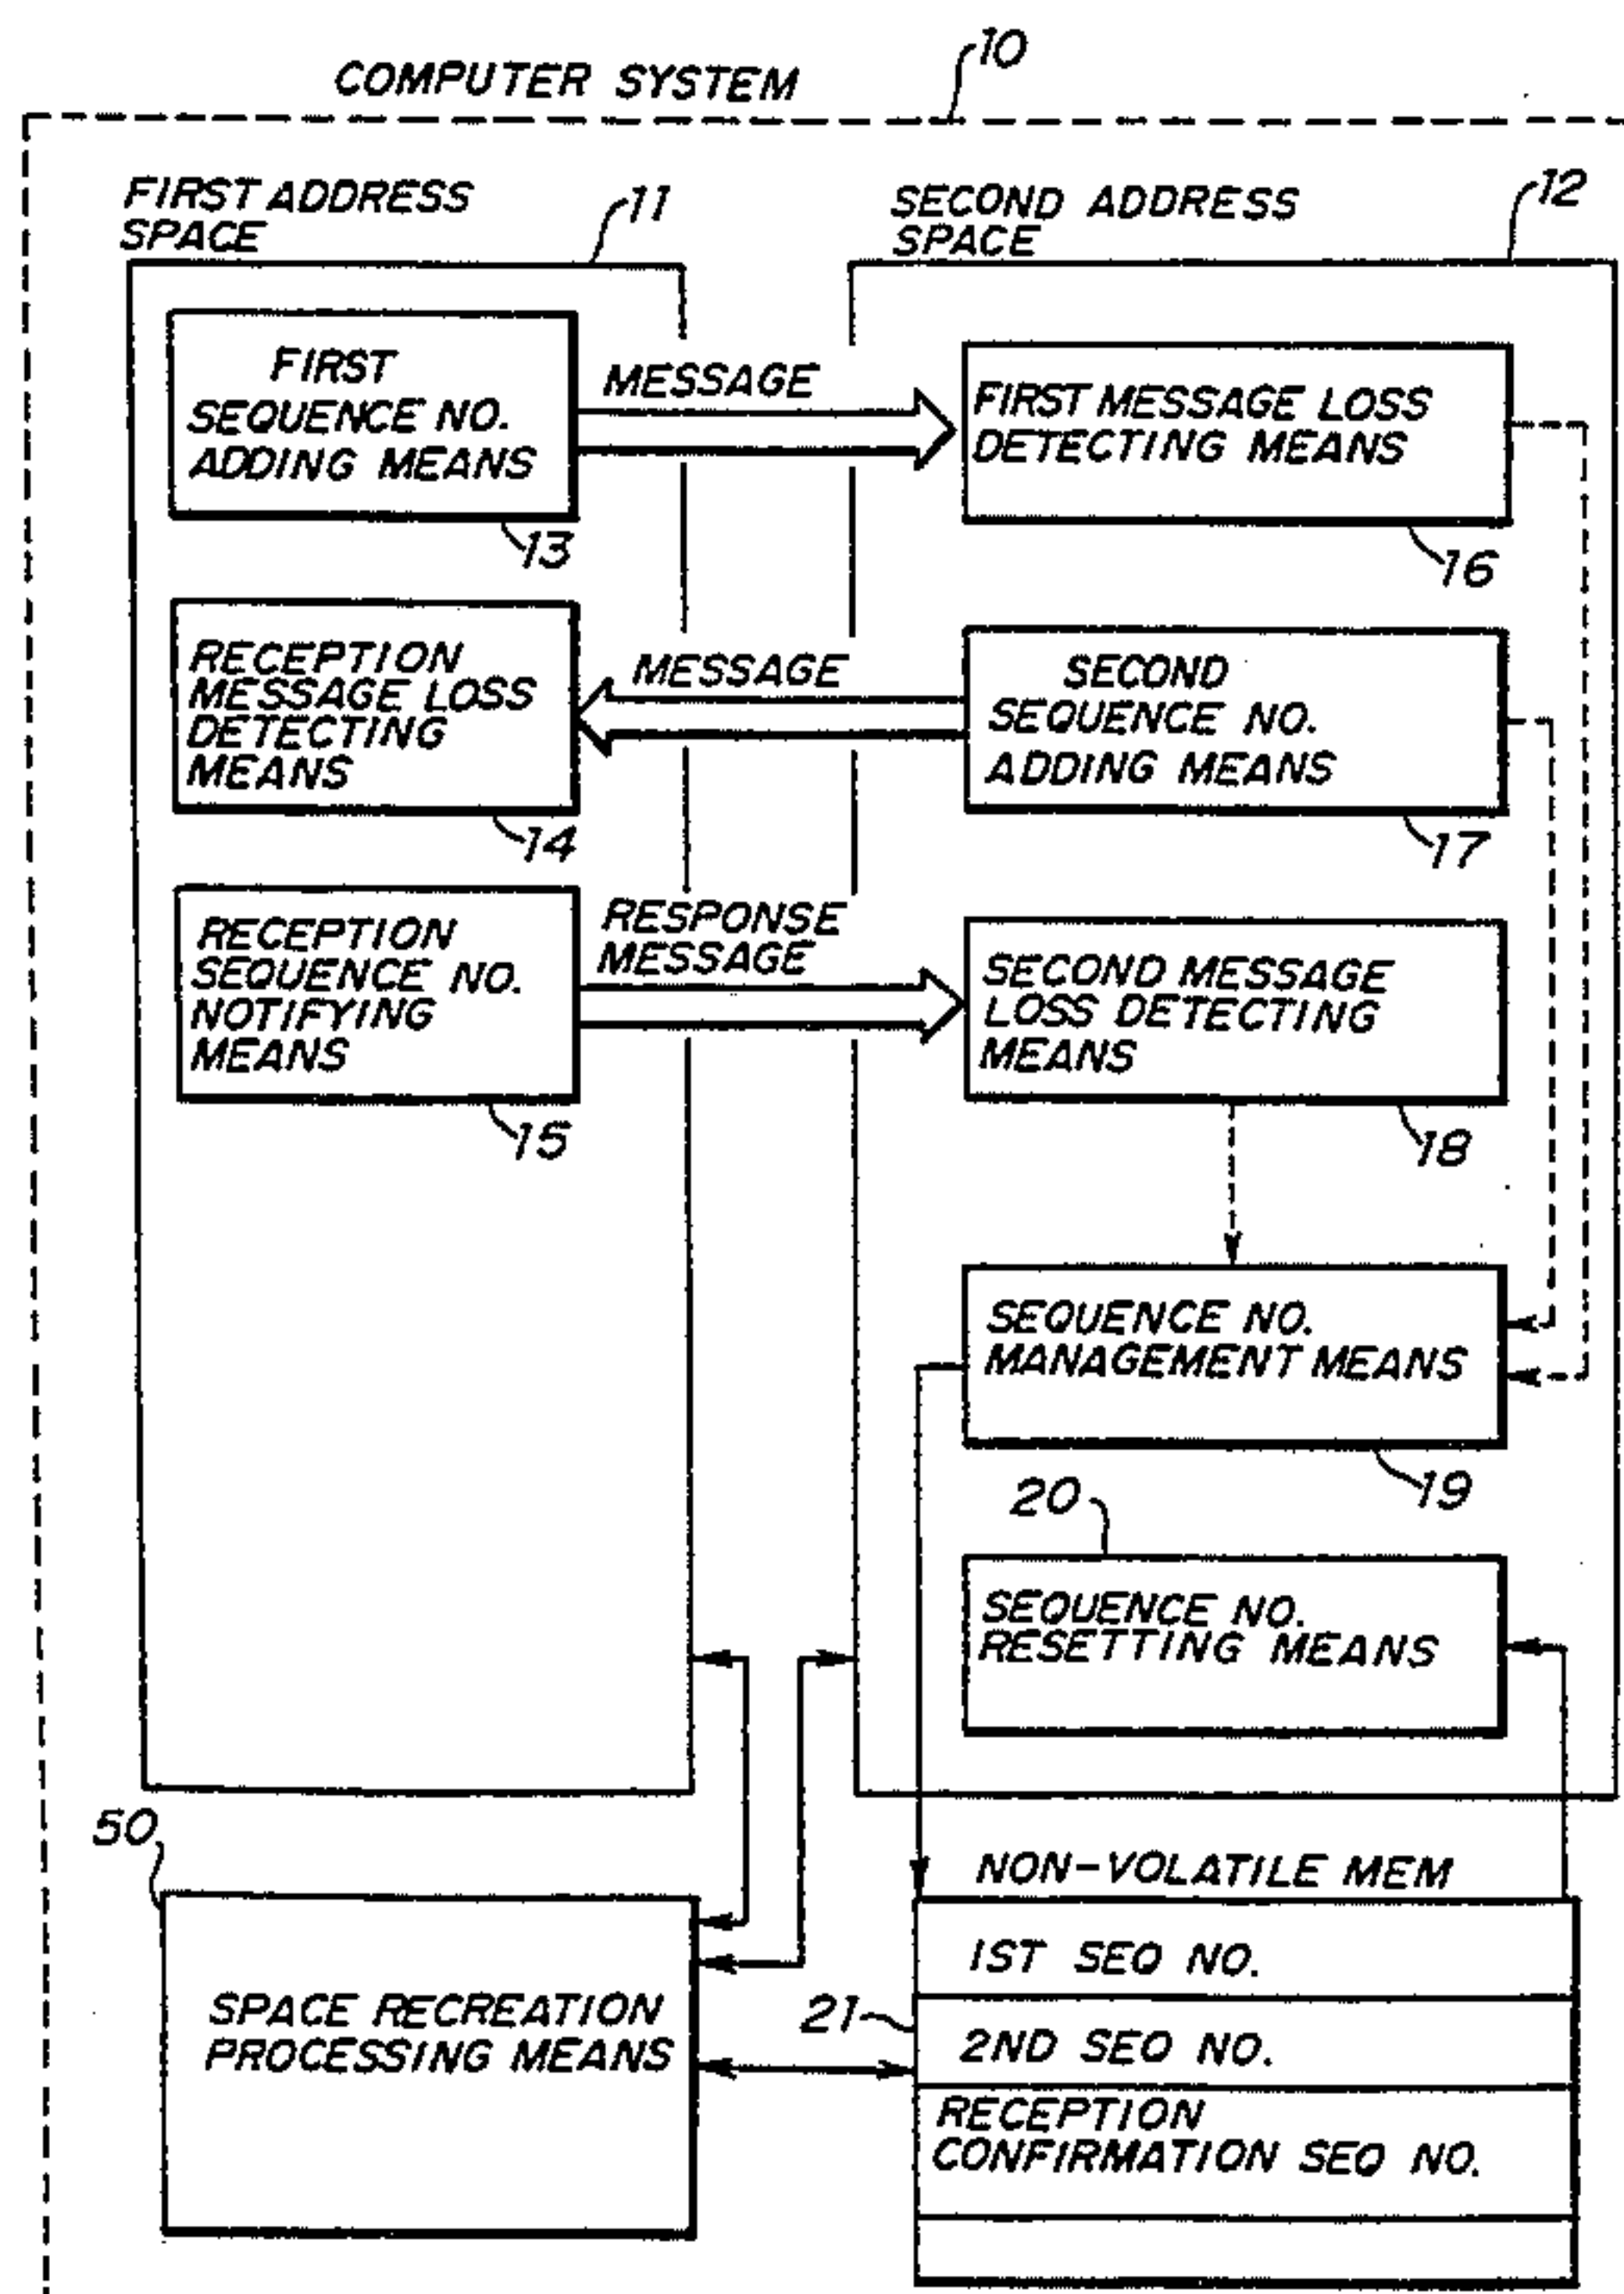 COMPUTER SYSTEM
10
FIRST ADDRESS
SPACE
11
SECOND ADDRESS
SPACE
12
FIRST
SEQUENCE NO.
ADDING MEANS
13
MESSAGE
FIRST MESSAGE LOSS
DETECTING MEANS
16
RECEPTION
MESSAGE LOSS
DETECTING
MEANS
14
MESSAGE
SECOND
SEQUENCE NO.
ADDING MEANS
17
RECEPTION
SEQUENCE NO.
NOTIFYING
MEANS
15
RESPONSE
MESSAGE
SECOND MESSAGE
LOSS DETECTING
MEANS
18
SEQUENCE NO.
MANAGEMENT MEANS
19
20
SEQUENCE NO.
RESETTING MEANS
50
SPACE RECREATION
PROCESSING MEANS
NON-VOLATILE MEM
21
1ST SEQ NO.
2ND SEQ NO.
RECEPTION
CONFIRMATION SEQ NO.